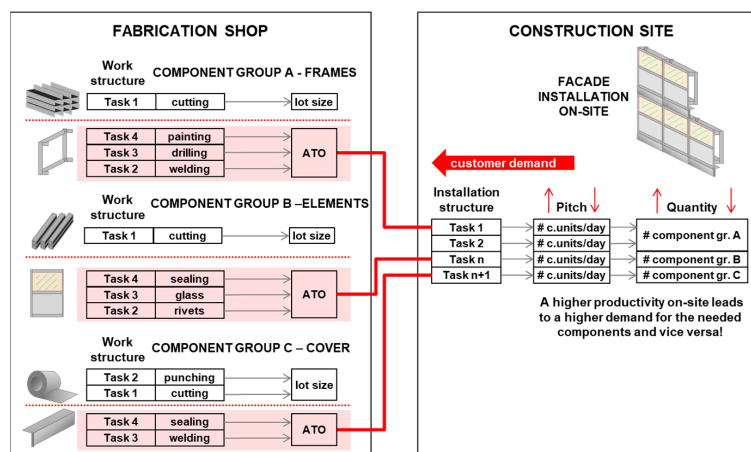 FABRICATION SHOP
Work structure
COMPONENT GROUP A - FRAMES
Task 1 cutting lot size
Task 4 painting
Task 3 drilling ATO
Task 2 welding
Work structure
COMPONENT GROUP B –ELEMENTS
Task 1 cutting lot size
Task 4 sealing
Task 3 glass ATO
Task 2 rivets
Work structure
COMPONENT GROUP C – COVER
Task 2 punching lot size
Task 1 cutting
Task 4 sealing ATO
Task 3 welding
CONSTRUCTION SITE
FACADE
INSTALLATION
ON-SITE
customer demand
Installation structure
Pitch
Quantity
Task 1 # c.units/day # component gr. A
Task 2 # c.units/day
Task n # c.units/day # component gr. B
Task n+1 # c.units/day # component gr. C
A higher productivity on-site leads
to a higher demand for the needed
components and vice versa!